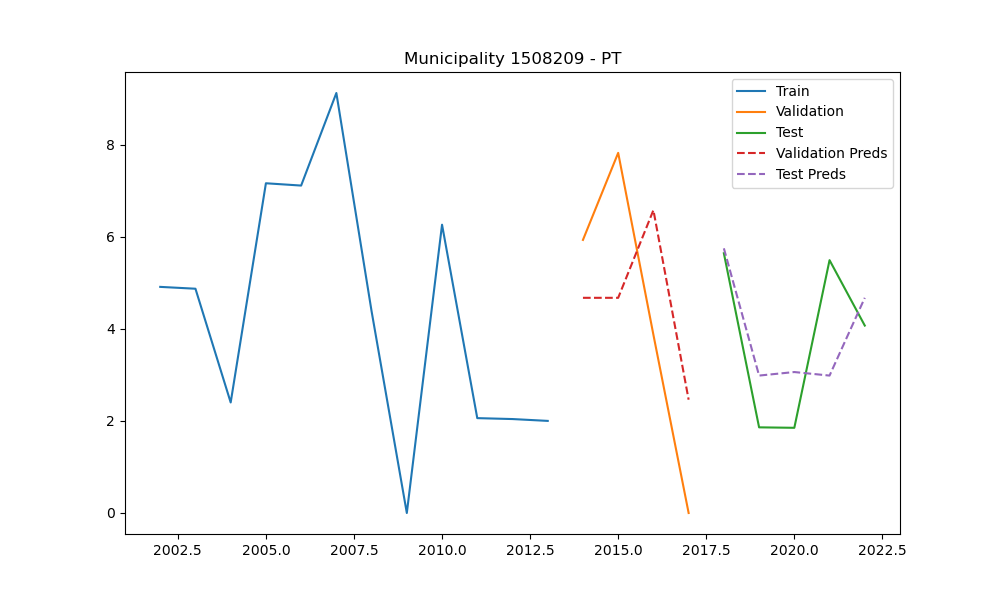 Municipality 1508209 - PT
Train
Validation
Test
Validation Preds
Test Preds
8
6
4
2
0
2002.5 2005.0 2007.5 2010.0 2012.5 2015.0 2017.5 2020.0 2022.5